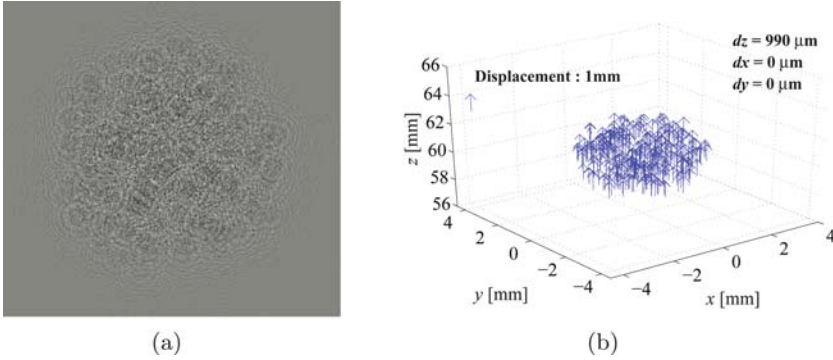 dz = 990 µm
dx = 0 µm
dy = 0 µm
Displacement : 1mm
66
64
62
60
58
56
z [mm]
4
2
0
−2
−4
y [mm]
−4
−2
0
2
4
x [mm]
(a)
(b)